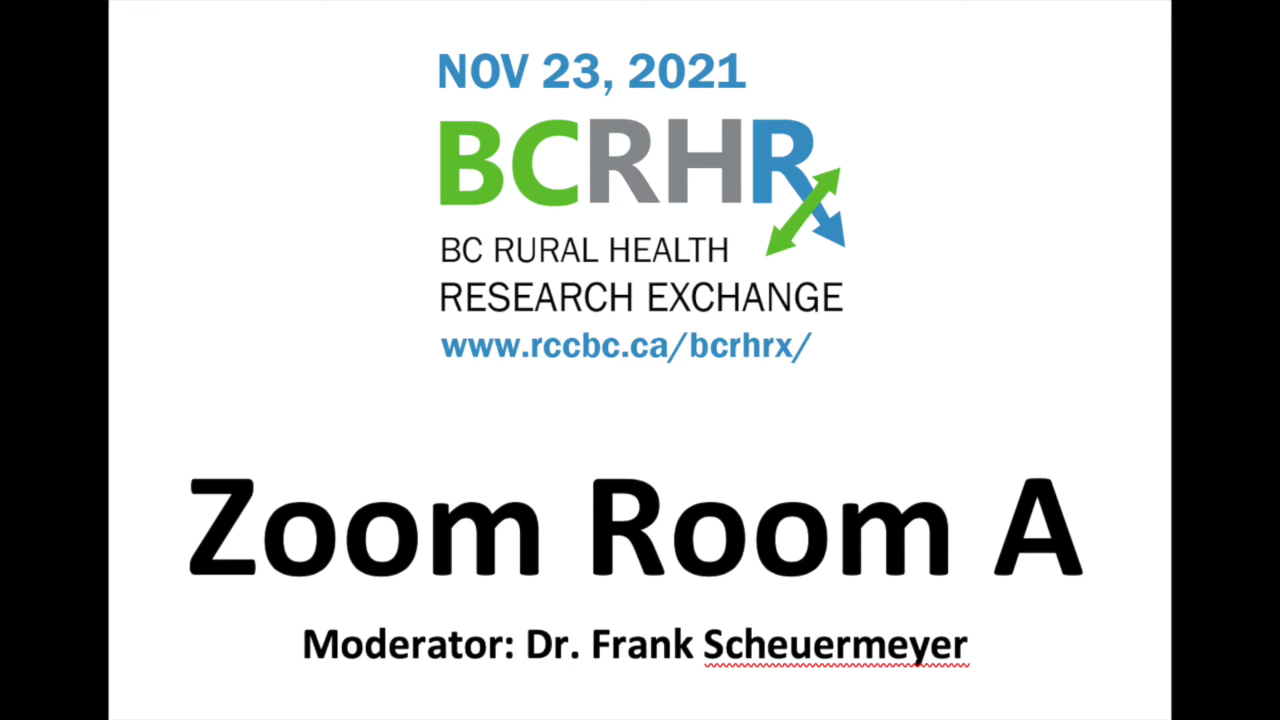 NOV 23, 2021
BCRHRx
BC RURAL HEALTH
RESEARCH EXCHANGE
www.rccbc.ca/bcrhrx/
Zoom Room A
Moderator: Dr. Frank Scheuermeyer